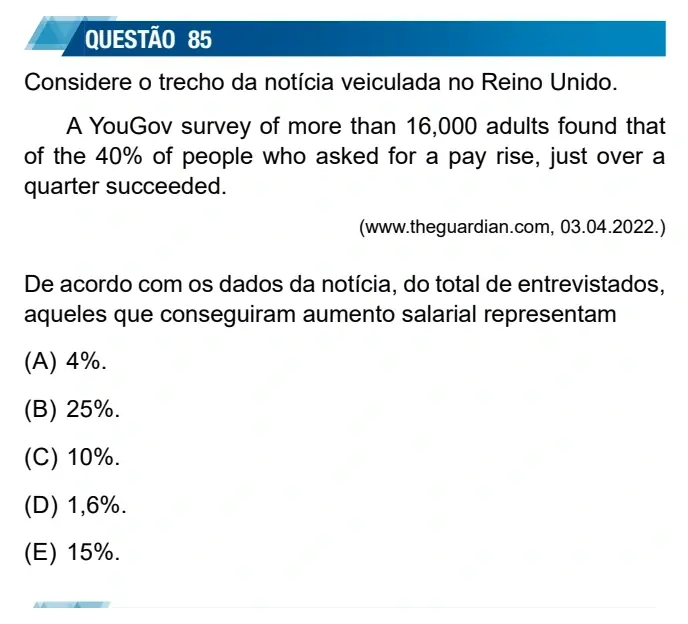 QUESTÃO 85
Considere o trecho da notícia veiculada no Reino Unido.
A YouGov survey of more than 16,000 adults found that
of the 40% of people who asked for a pay rise, just over a
quarter succeeded.
(www.theguardian.com, 03.04.2022.)
De acordo com os dados da notícia, do total de entrevistados,
aqueles que conseguiram aumento salarial representam
(A) 4%.
(B) 25%.
(C) 10%.
(D) 1,6%.
(E) 15%.